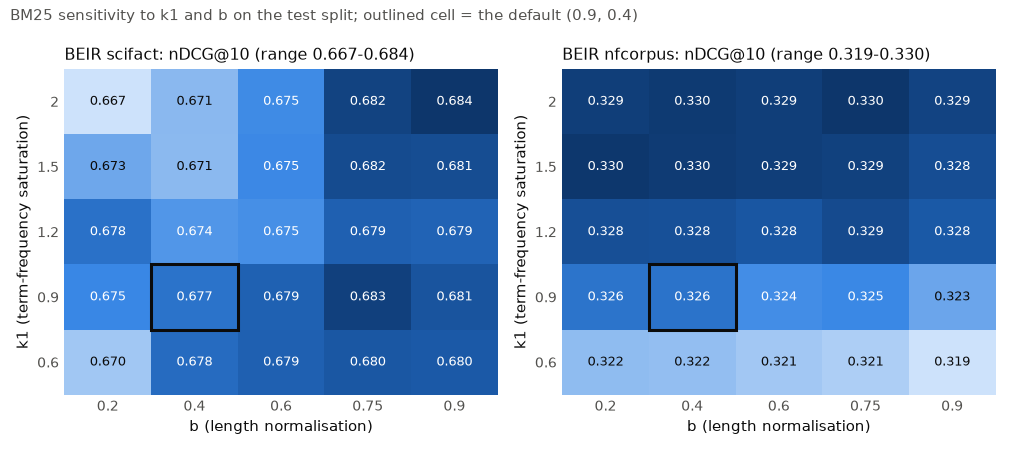 BM25 sensitivity to k1 and b on the test split; outlined cell = the default (0.9, 0.4)
BEIR scifact: nDCG@10 (range 0.667-0.684)
k1 (term-frequency saturation)
2 0.667 0.671 0.675 0.682 0.684
1.5 0.673 0.671 0.675 0.682 0.681
1.2 0.678 0.674 0.675 0.679 0.679
0.9 0.675 0.677 0.679 0.683 0.681
0.6 0.670 0.678 0.679 0.680 0.680
0.2 0.4 0.6 0.75 0.9
b (length normalisation)
BEIR nfcorpus: nDCG@10 (range 0.319-0.330)
k1 (term-frequency saturation)
2 0.329 0.330 0.329 0.330 0.329
1.5 0.330 0.330 0.329 0.329 0.328
1.2 0.328 0.328 0.328 0.329 0.328
0.9 0.326 0.326 0.324 0.325 0.323
0.6 0.322 0.322 0.321 0.321 0.319
0.2 0.4 0.6 0.75 0.9
b (length normalisation)